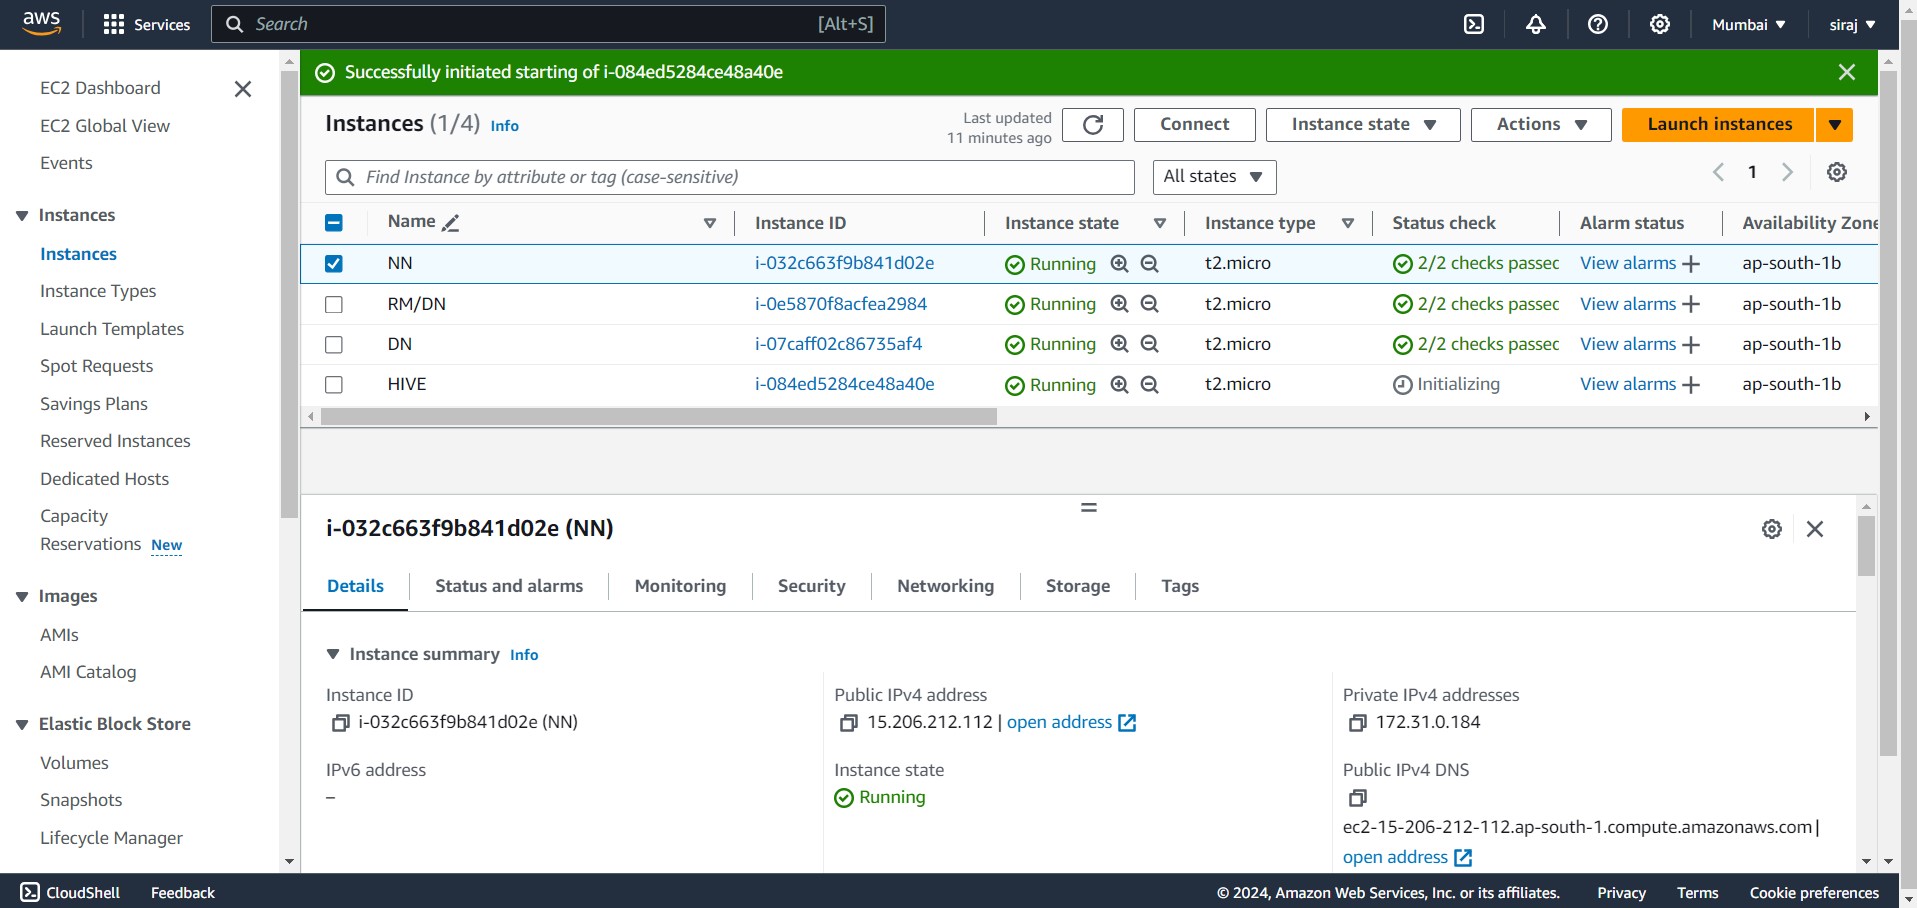 aws
Services
Search [Alt+S]
Mumbai
siraj
EC2 Dashboard
EC2 Global View
Events
Instances
Instances
Instance Types
Launch Templates
Spot Requests
Savings Plans
Reserved Instances
Dedicated Hosts
Capacity
Reservations New
Images
AMIs
AMI Catalog
Elastic Block Store
Volumes
Snapshots
Lifecycle Manager
Successfully initiated starting of i-084ed5284ce48a40e
Instances (1/4) Info
Last updated
11 minutes ago
Connect
Instance state
Actions
Launch instances
Find Instance by attribute or tag (case-sensitive)
All states
1
Name Instance ID Instance state Instance type Status check Alarm status Availability Zone
NN i-032c663f9b841d02e Running t2.micro 2/2 checks passed View alarms ap-south-1b
RM/DN i-0e5870f8acfea2984 Running t2.micro 2/2 checks passed View alarms ap-south-1b
DN i-07caff02c86735af4 Running t2.micro 2/2 checks passed View alarms ap-south-1b
HIVE i-084ed5284ce48a40e Running t2.micro Initializing View alarms ap-south-1b
i-032c663f9b841d02e (NN)
Details Status and alarms Monitoring Security Networking Storage Tags
Instance summary Info
Instance ID
i-032c663f9b841d02e (NN)
Public IPv4 address
15.206.212.112 | open address
Private IPv4 addresses
172.31.0.184
IPv6 address
–
Instance state
Running
Public IPv4 DNS
ec2-15-206-212-112.ap-south-1.compute.amazonaws.com |
open address
CloudShell Feedback
© 2024, Amazon Web Services, Inc. or its affiliates. Privacy Terms Cookie preferences